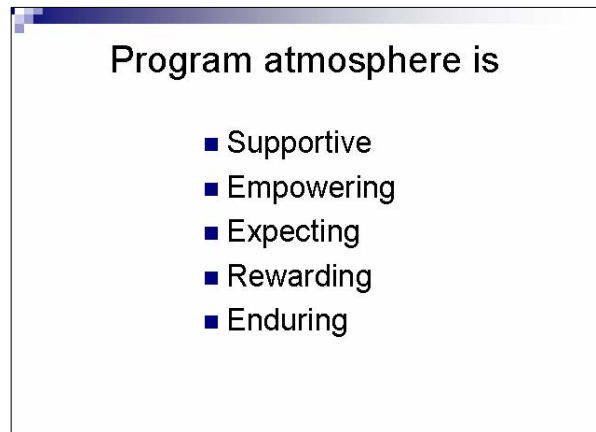 Program atmosphere is
Supportive
Empowering
Expecting
Rewarding
Enduring